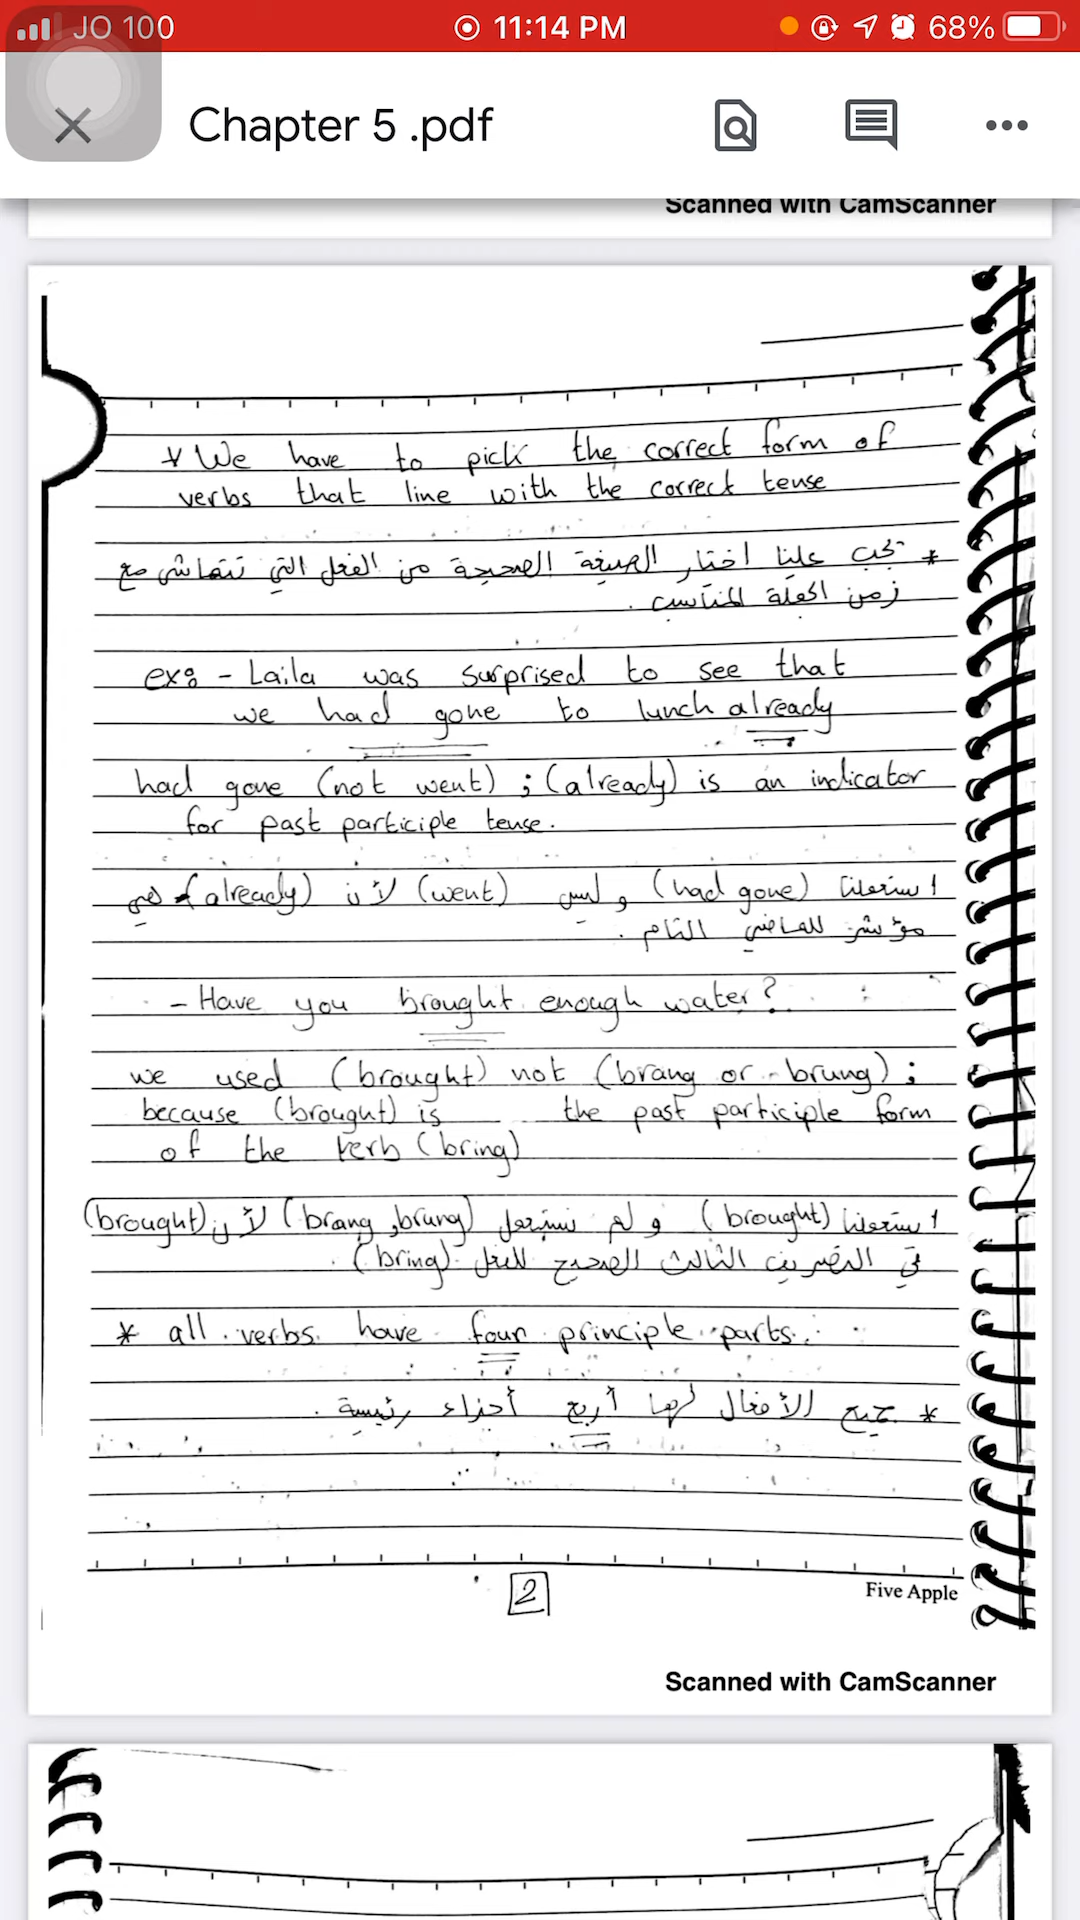 JO 100
11:14 PM
68%
Chapter 5 .pdf
Scanned with CamScanner
* We have to pick the correct form of
verbs that line with the correct tense
* تجب علينا اختيار الصيغة الصحيحة من الفعل التي تتماشى مع
زمن الجملة المناسب .
ex: - Laila was surprised to see that
we had gone to lunch already
had gone (not went) ; (already) is an indicator
for past participle tense.
استعملنا (had gone) وليس (went) لأن (already) هي
مؤشر للماضي التام .
- Have you brought enough water?
we used (brought) not (brang or brung) ;
because (brought) is the past participle form
of the verb (bring)
استعملنا (brought) و لم نستعمل (brang, brung) لأن (brought)
في التصريف الثالث الصحيح للفعل (bring) .
* all verbs have four principle parts.
* جميع الأفعال لها أربع أجزاء رئيسية .
2
Five Apple
Scanned with CamScanner